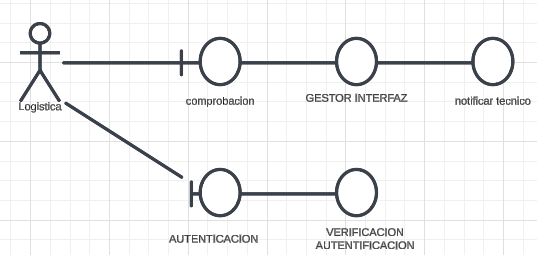 Logistica
comprobacion
GESTOR INTERFAZ
notificar tecnico
AUTENTICACION
VERIFICACION
AUTENTIFICACION